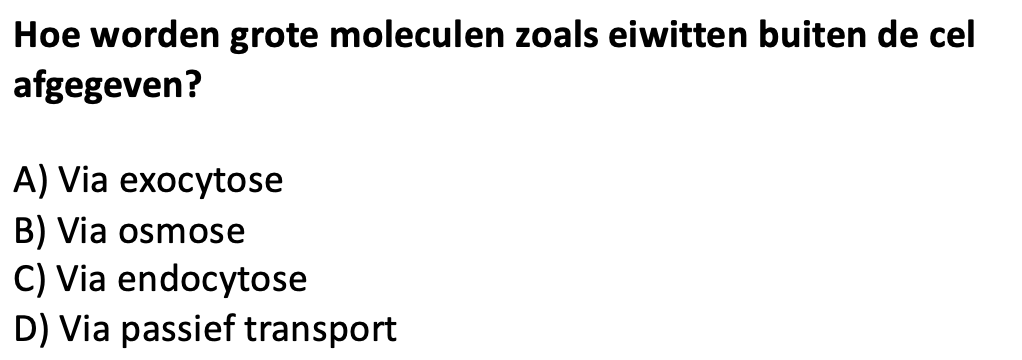 Hoe worden grote moleculen zoals eiwitten buiten de cel
afgegeven?
A) Via exocytose
B) Via osmose
C) Via endocytose
D) Via passief transport